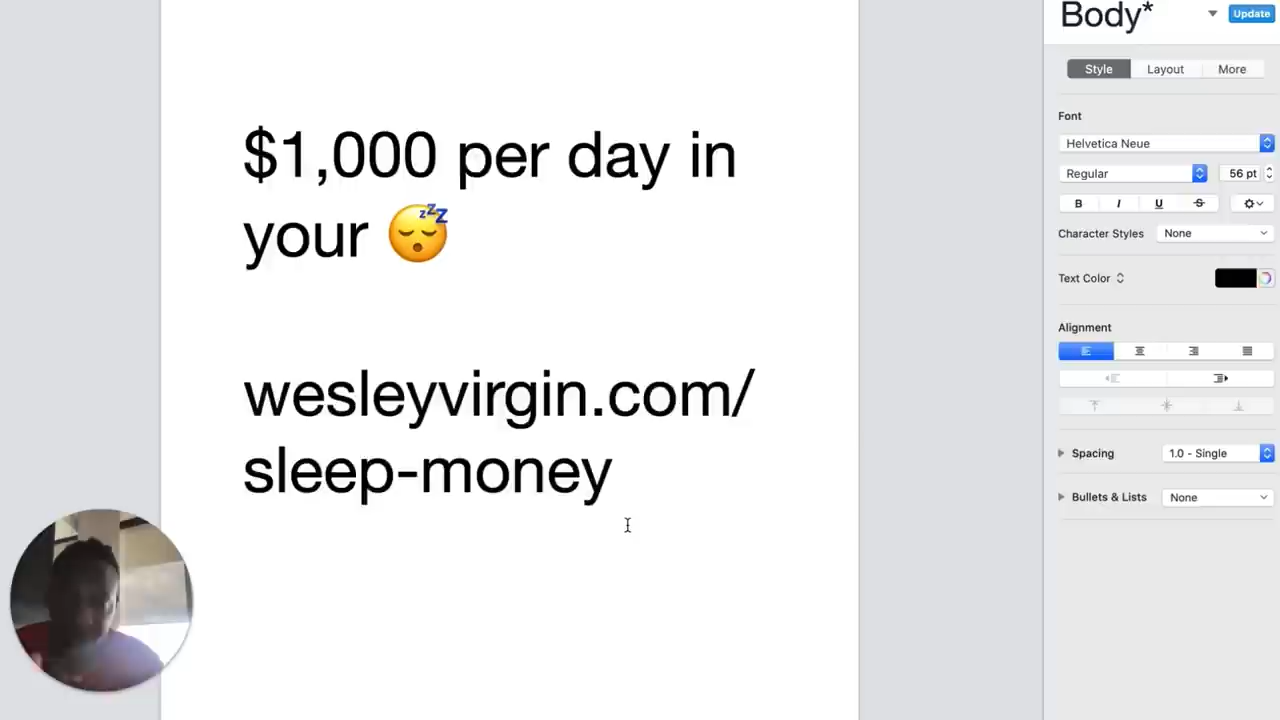 Body*
Update
Style Layout More
Font
Helvetica Neue
Regular 56 pt
B I U S
Character Styles None
Text Color
Alignment
Spacing 1.0 - Single
Bullets & Lists None
$1,000 per day in
your 😴
wesleyvirgin.com/
sleep-money